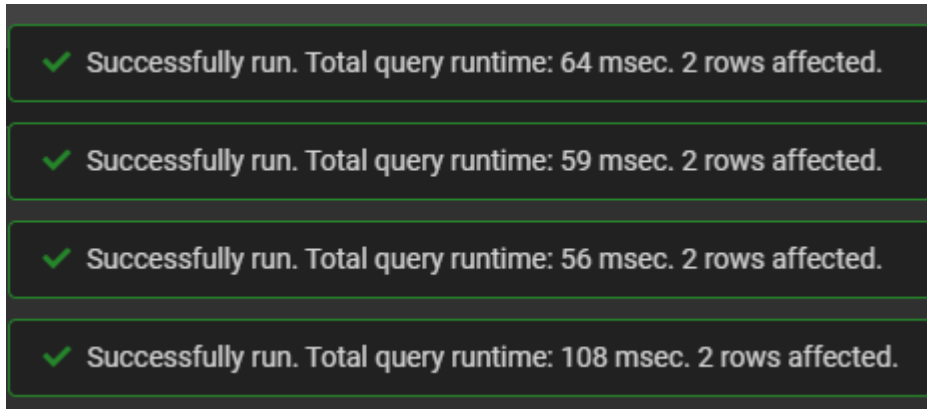 Successfully run. Total query runtime: 64 msec. 2 rows affected.
Successfully run. Total query runtime: 59 msec. 2 rows affected.
Successfully run. Total query runtime: 56 msec. 2 rows affected.
Successfully run. Total query runtime: 108 msec. 2 rows affected.